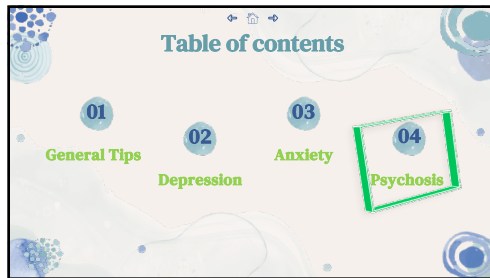 Table of contents
01
General Tips
02
Depression
03
Anxiety
04
Psychosis